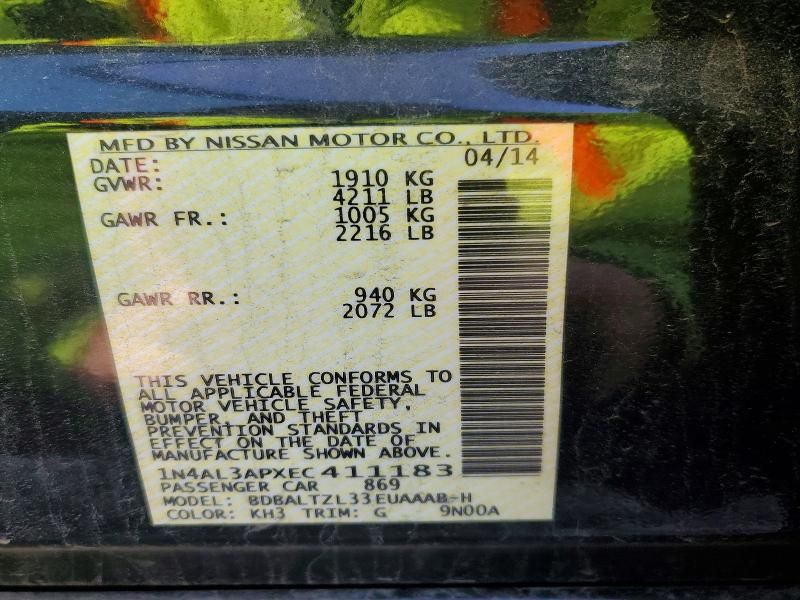 MFD BY NISSAN MOTOR CO., LTD.
DATE: 04/14
GVWR: 1910 KG
4211 LB
GAWR FR.: 1005 KG
2216 LB
GAWR RR.: 940 KG
2072 LB
THIS VEHICLE CONFORMS TO
ALL APPLICABLE FEDERAL
MOTOR VEHICLE SAFETY,
BUMPER, AND THEFT
PREVENTION STANDARDS IN
EFFECT ON THE DATE OF
MANUFACTURE SHOWN ABOVE.
1N4AL3APXEC411183
PASSENGER CAR 869
MODEL: BDBALTZL33EUAAAB-H
COLOR: KH3 TRIM: G 9N00A